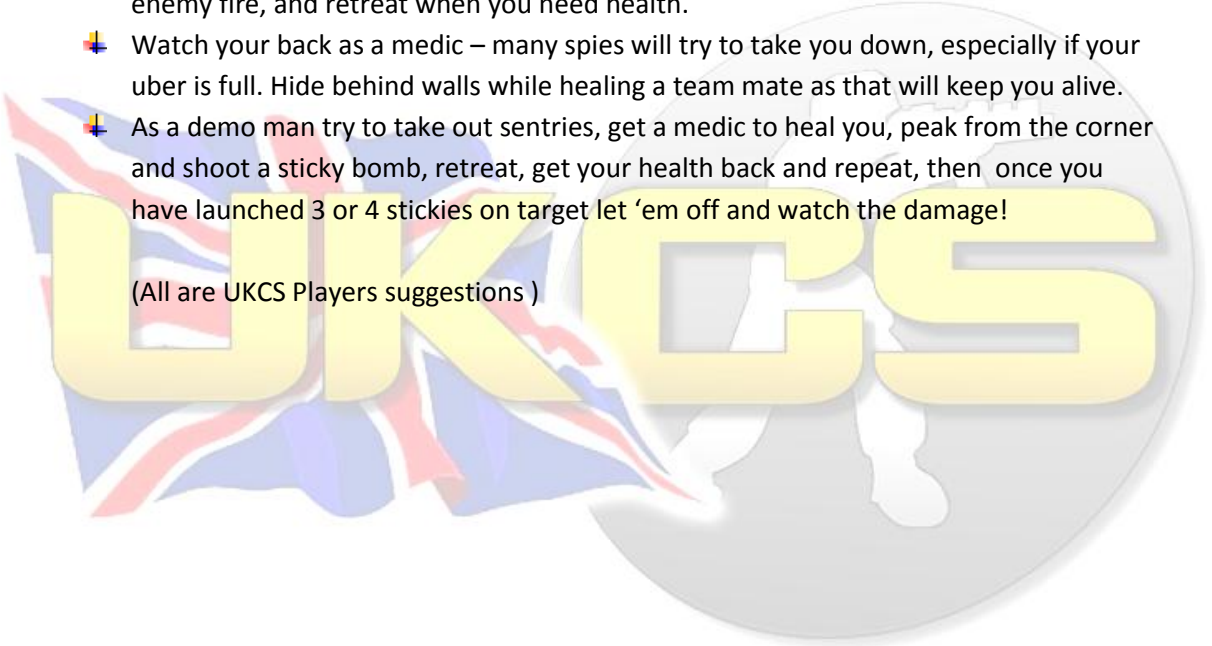 enemy fire, and retreat when you need health.
Watch your back as a medic – many spies will try to take you down, especially if your
uber is full. Hide behind walls while healing a team mate as that will keep you alive.
As a demo man try to take out sentries, get a medic to heal you, peak from the corner
and shoot a sticky bomb, retreat, get your health back and repeat, then once you
have launched 3 or 4 stickies on target let ‘em off and watch the damage!
(All are UKCS Players suggestions )
UKCS